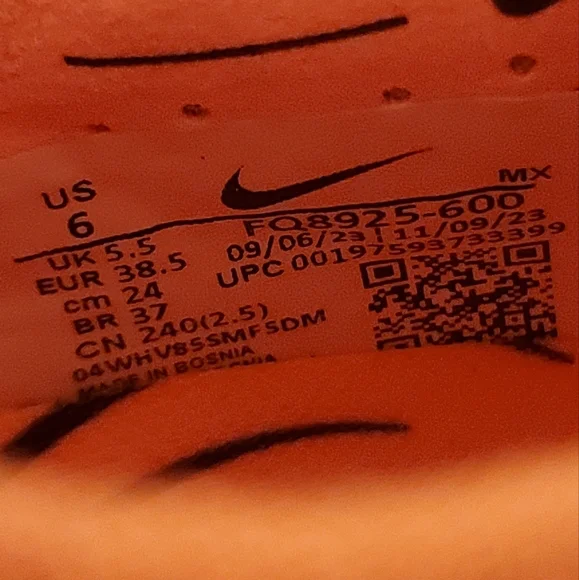 US
6
MX
UK 5.5
EUR 38.5
cm 24
BR 37
CN 240(2.5)
04WHV85SMF5DM
MADE IN BOSNIA
FQ8925-600
09/06/23 11/09/23
UPC 00197593733399